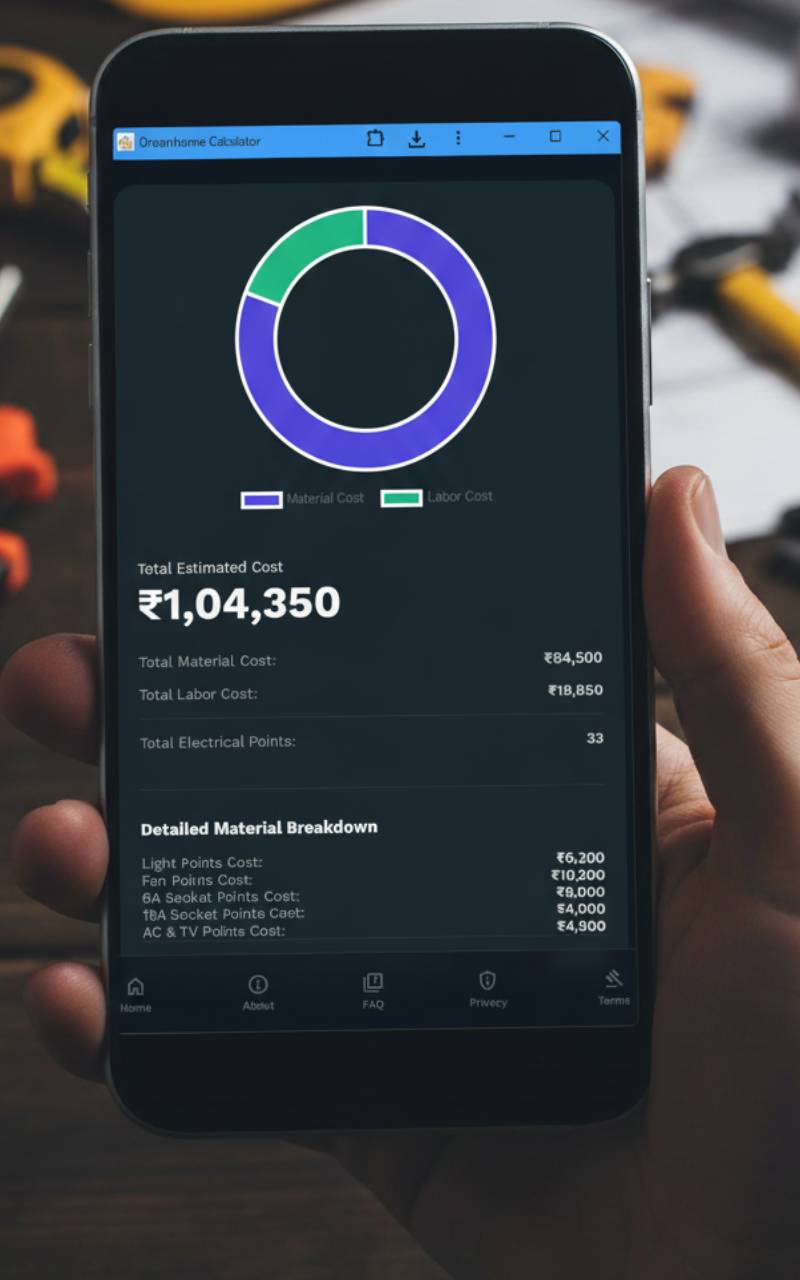 Oreanhsme Calculator
Material Cost Labor Cost
Total Estimated Cost
₹1,04,350
Total Material Cost: ₹84,500
Total Labor Cost: ₹18,850
Total Electrical Points: 33
Detailed Material Breakdown
Light Points Cost: ₹6,200
Fen Poirns Cost: ₹10,200
6A Seokat Points Cost: ₹8,000
16A Socket Pointe Caet: ₹4,000
AC & TV Polints Cost: ₹4,900
Home Abdut FAQ Privecy Terms